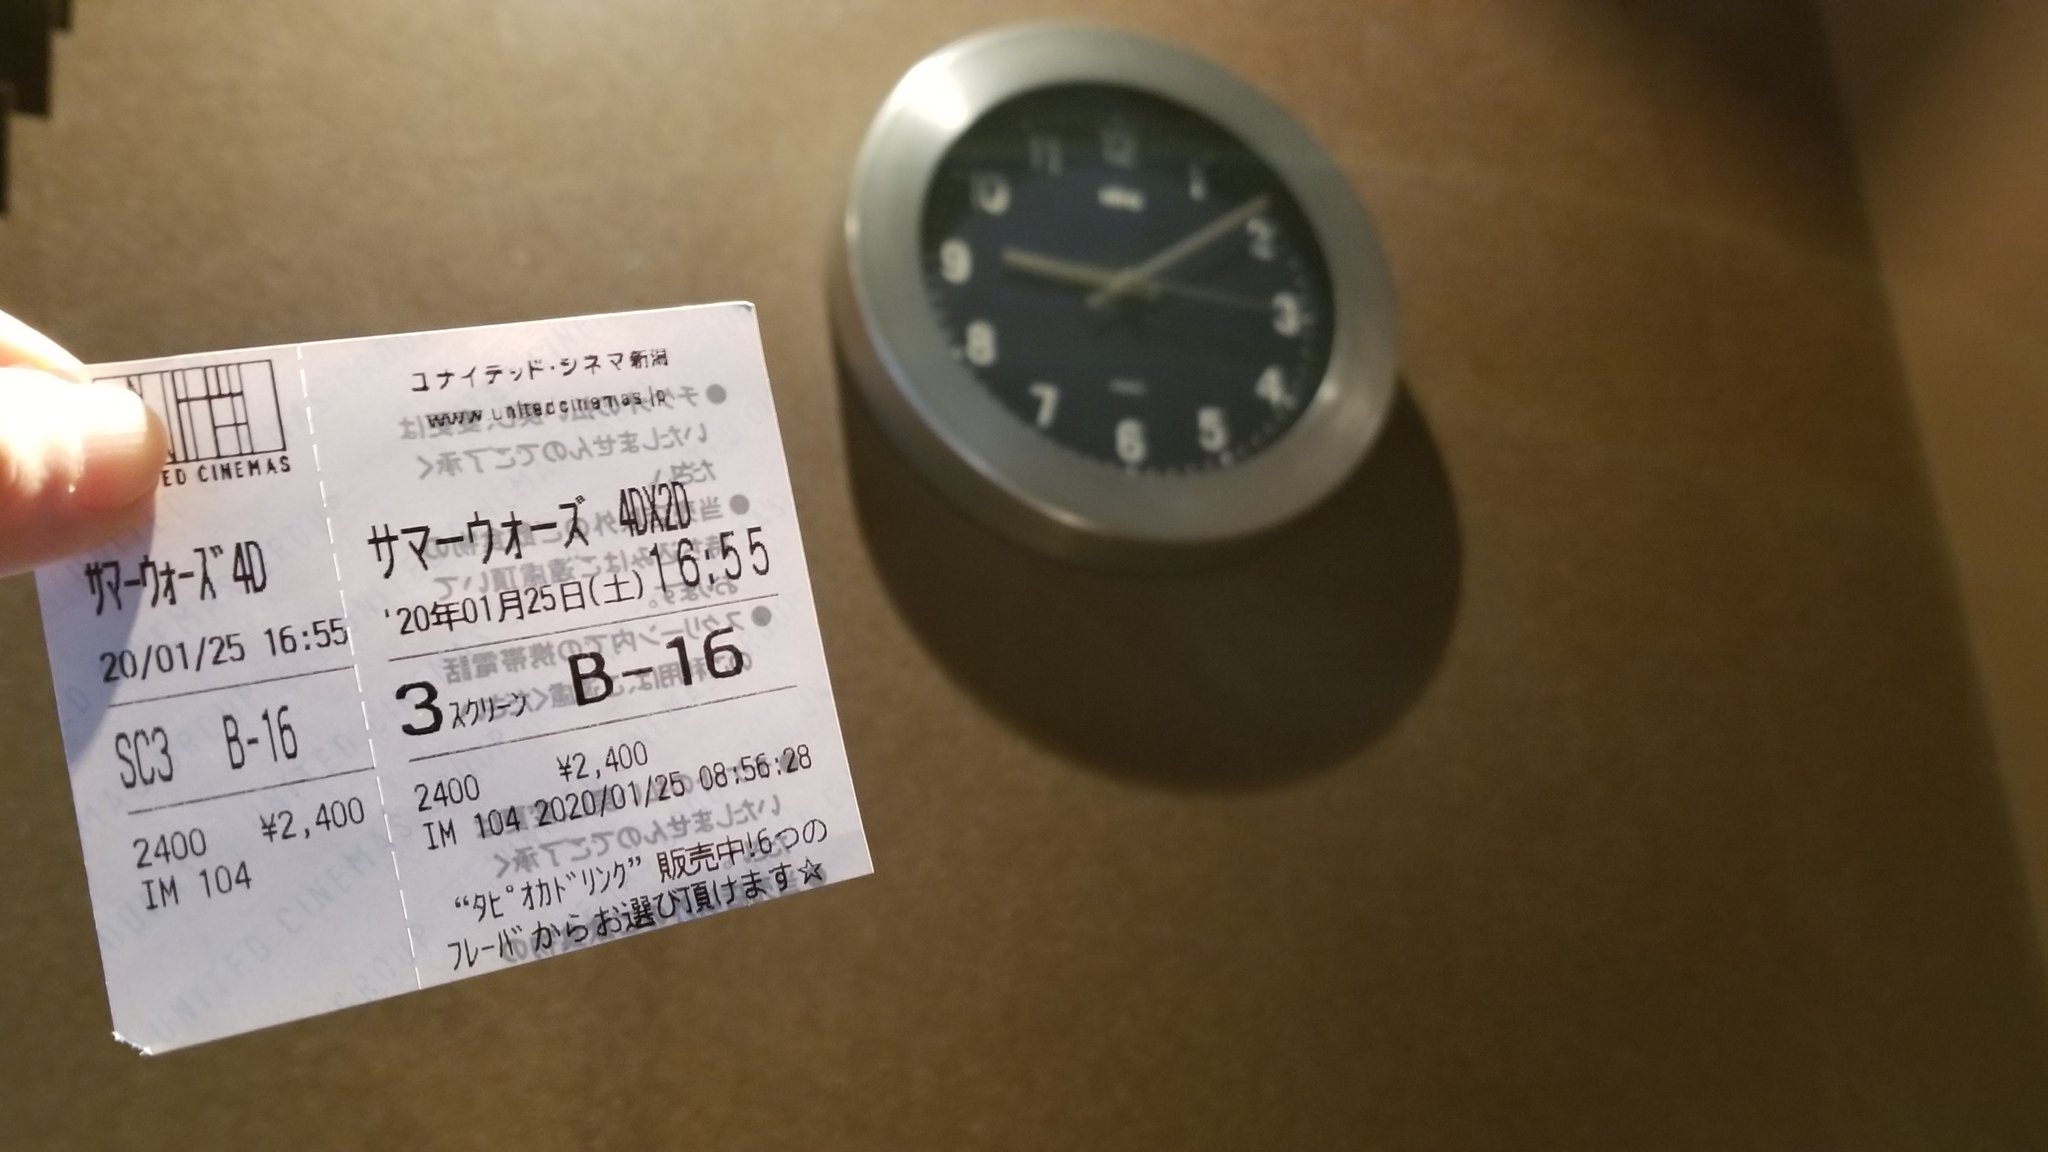 ED CINEMAS
サマーウォーズ4D
20/01/25 16:55
SC3 B-16
2400 ¥2,400
IM 104
ユナイテッド・シネマ新潟
www.unitedcinemas.jp
サマーウォーズ 4DX2D
'20年01月25日(土)16:55
3スクリーン B-16
2400 ¥2,400
IM 104 2020/01/25 08:56:28
“タピオカドリンク”販売中!6つの
フレーバからお選び頂けます☆
12
1
2
3
4
5
6
7
8
9
10
11